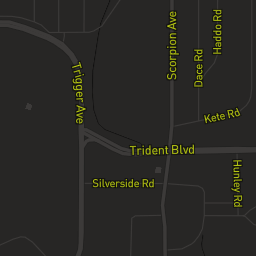 Haddo Rd
Scorpion Ave
Dace Rd
Trigger Ave
Kete Rd
Trident Blvd
Silverside Rd
Hunley Rd